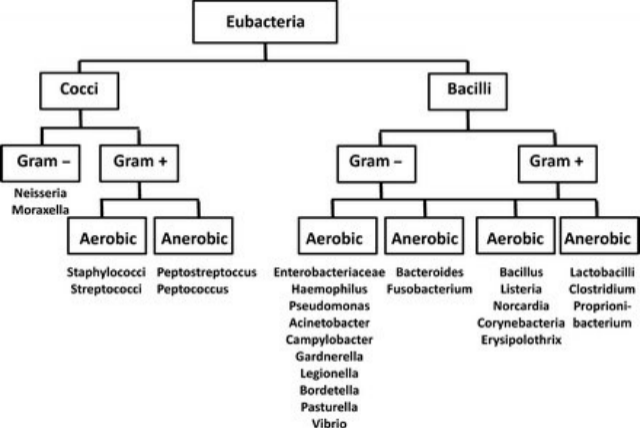 Eubacteria
Cocci
Bacilli
Gram –
Gram +
Gram –
Gram +
Neisseria
Moraxella
Aerobic
Anerobic
Aerobic
Anerobic
Aerobic
Anerobic
Staphylococci
Streptococci
Peptostreptoccus
Peptococcus
Enterobacteriaceae
Haemophilus
Pseudomonas
Acinetobacter
Campylobacter
Gardnerella
Legionella
Bordetella
Pasturella
Vibrio
Bacteroides
Fusobacterium
Bacillus
Listeria
Norcardia
Corynebacteria
Erysipolothrix
Lactobacilli
Clostridium
Proprioni-
bacterium